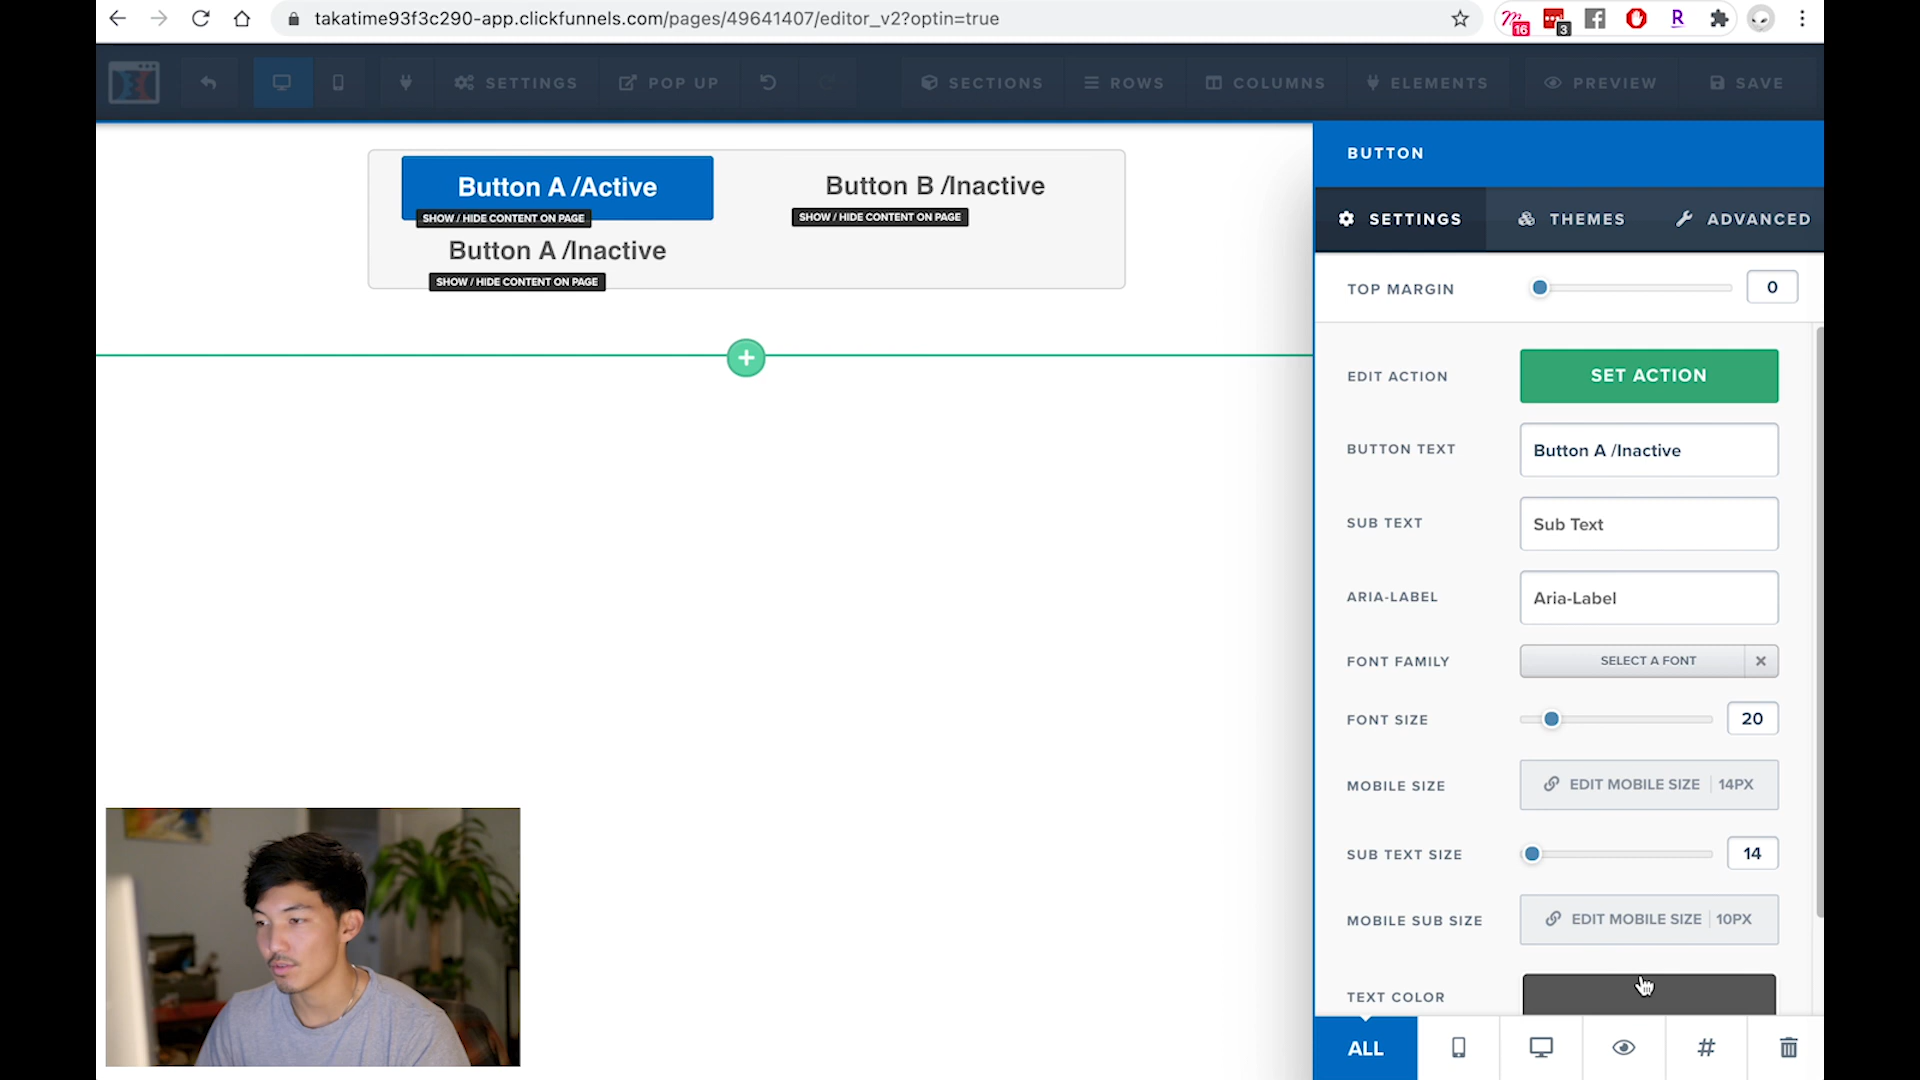 takatime93f3c290-app.clickfunnels.com/pages/49641407/editor_v2?optin=true
16
3
R
SETTINGS
POP UP
SECTIONS
ROWS
COLUMNS
ELEMENTS
PREVIEW
SAVE
Button A /Active
SHOW / HIDE CONTENT ON PAGE
Button B /Inactive
SHOW / HIDE CONTENT ON PAGE
Button A /Inactive
SHOW / HIDE CONTENT ON PAGE
BUTTON
SETTINGS
THEMES
ADVANCED
TOP MARGIN
0
EDIT ACTION
SET ACTION
BUTTON TEXT
Button A /Inactive
SUB TEXT
Sub Text
ARIA-LABEL
Aria-Label
FONT FAMILY
SELECT A FONT
FONT SIZE
20
MOBILE SIZE
EDIT MOBILE SIZE
14PX
SUB TEXT SIZE
14
MOBILE SUB SIZE
EDIT MOBILE SIZE
10PX
TEXT COLOR
ALL
#